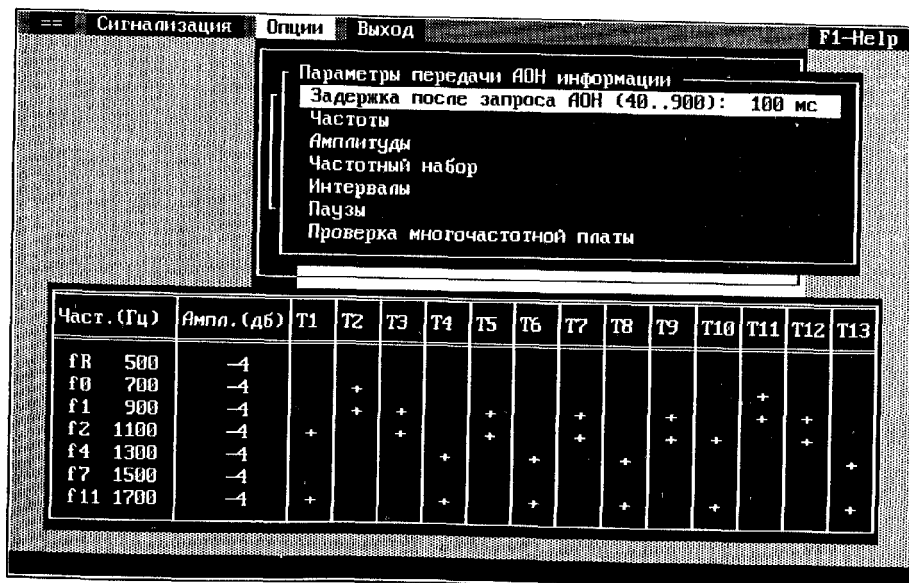 == Сигнализация Опции Выход F1-Help
Параметры передачи АОН информации
Задержка после запроса АОН (40..900): 100 мс
Частоты
Амплитуды
Частотный набор
Интервалы
Паузы
Проверка многочастотной платы
Част.(Гц) Ампл.(дб) T1 T2 T3 T4 T5 T6 T7 T8 T9 T10 T11 T12 T13
fR 500 -4
f0 700 -4 + +
f1 900 -4 + + + + + + +
f2 1100 -4 + + + + + + +
f4 1300 -4 + + + +
f7 1500 -4
f11 1700 -4 + + + + + +